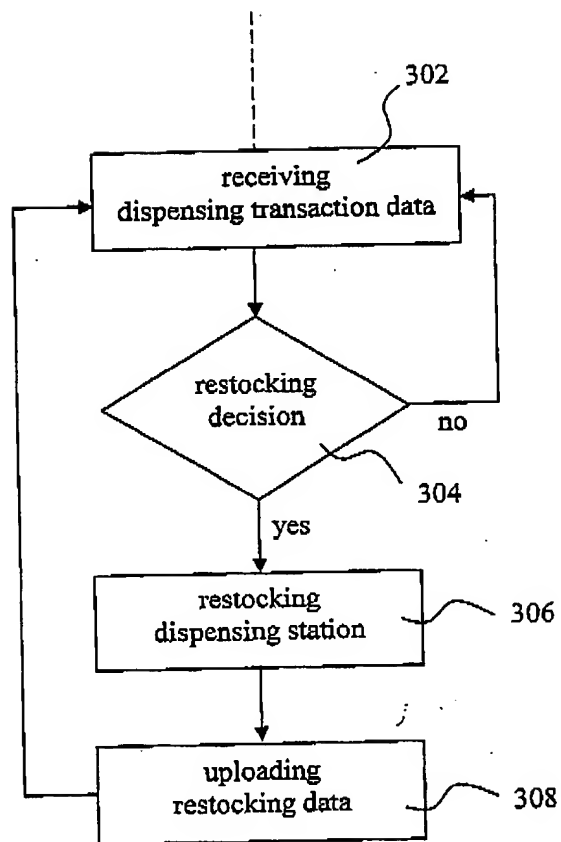 302
receiving
dispensing transaction data
restocking
decision
no
304
yes
restocking
dispensing station
306
uploading
restocking data
308